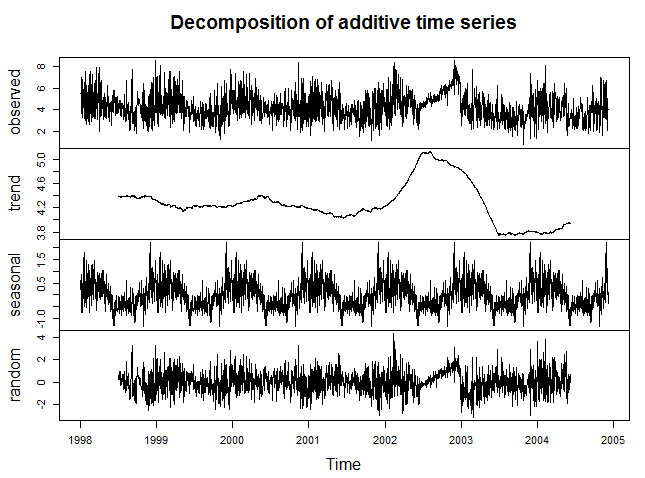 Decomposition of additive time series
observed
2 4 6 8
trend
3.8 4.2 4.6 5.0
seasonal
-1.0 0.5 1.5
random
-2 0 2 4
1998 1999 2000 2001 2002 2003 2004 2005
Time